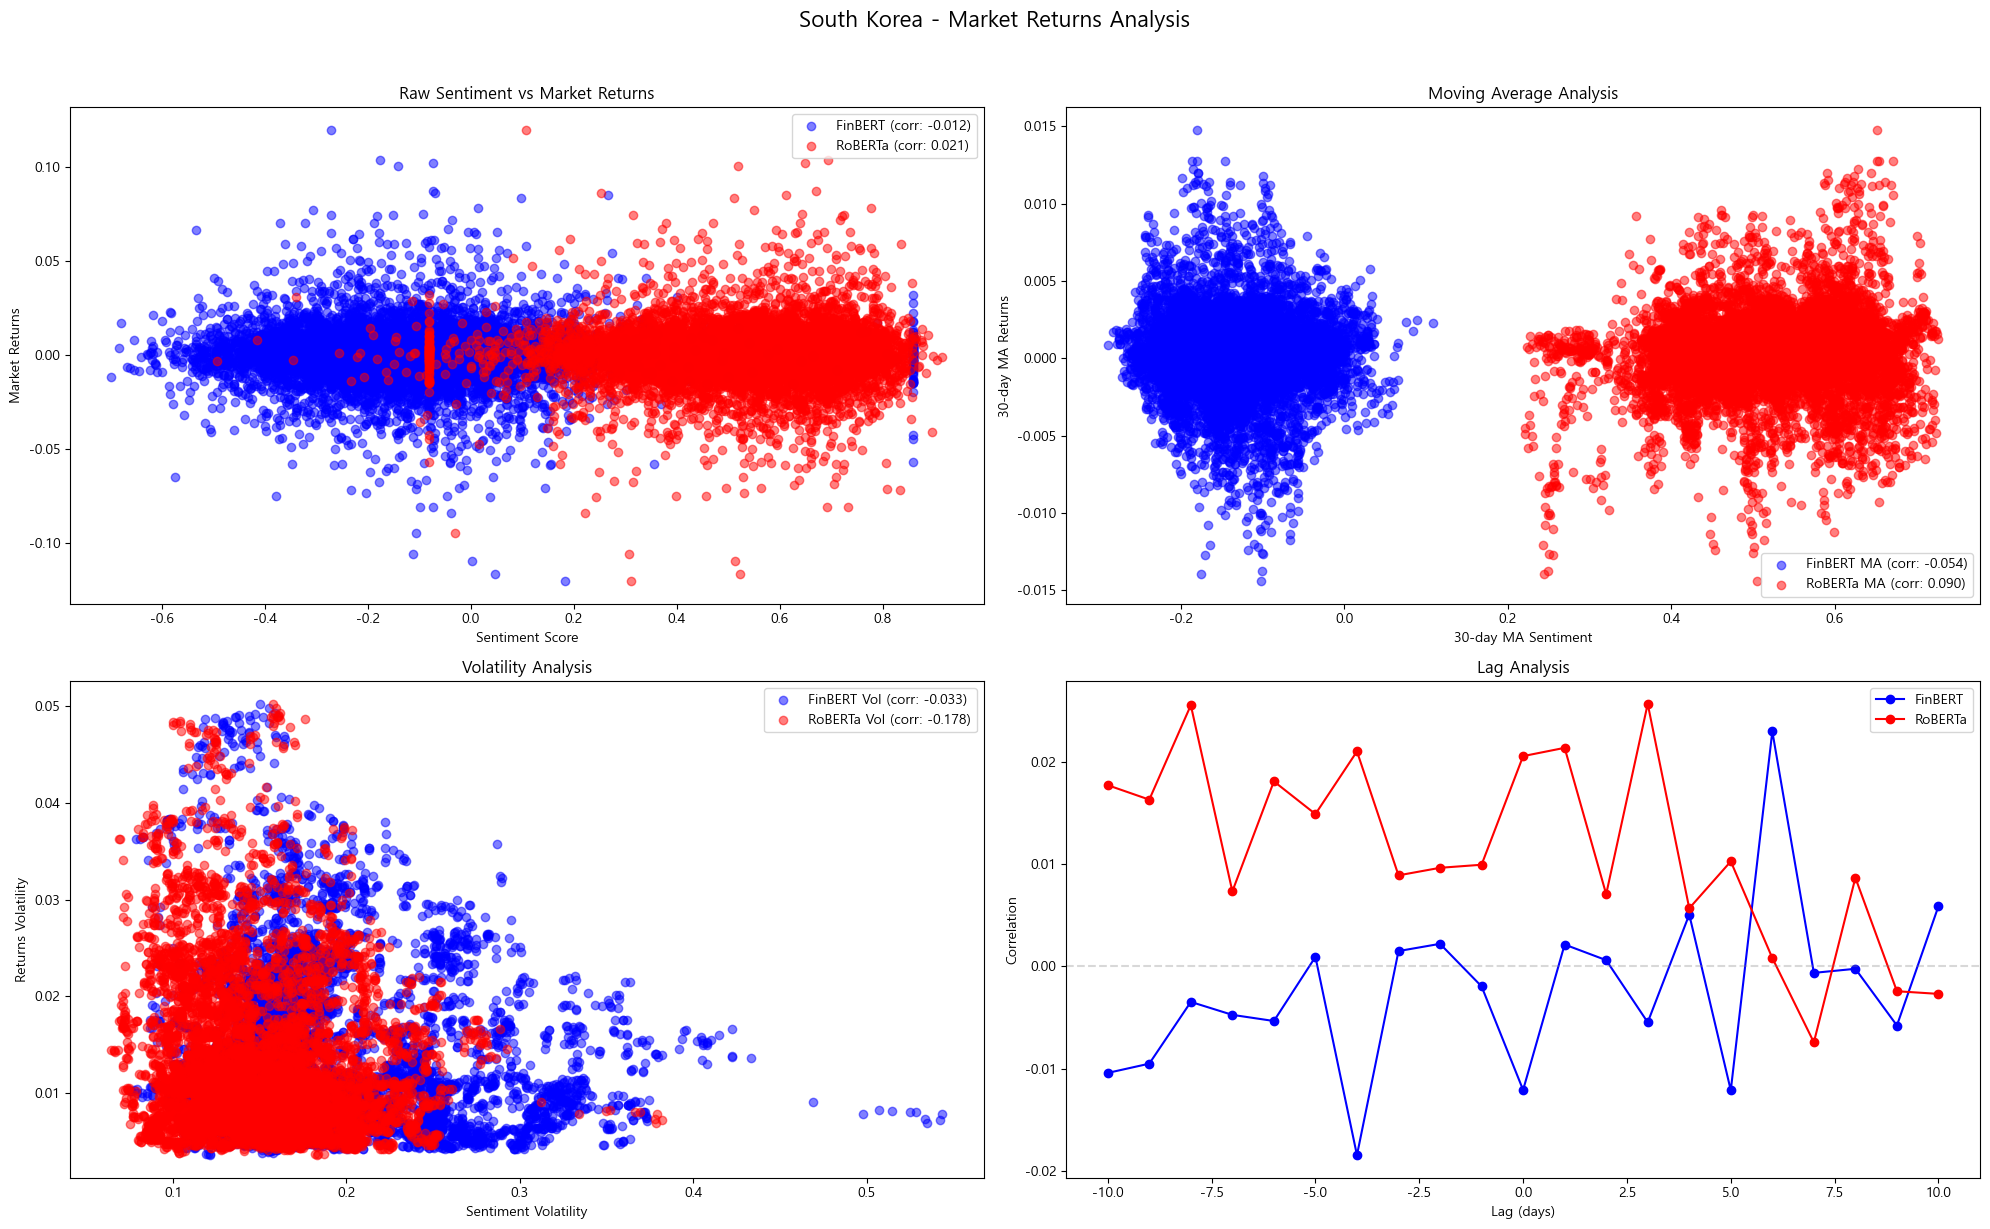 South Korea - Market Returns Analysis
Raw Sentiment vs Market Returns
FinBERT (corr: -0.012)
RoBERTa (corr: 0.021)
Market Returns
0.10
0.05
0.00
-0.05
-0.10
-0.6 -0.4 -0.2 0.0 0.2 0.4 0.6 0.8
Sentiment Score
Moving Average Analysis
30-day MA Returns
0.015
0.010
0.005
0.000
-0.005
-0.010
-0.015
FinBERT MA (corr: -0.054)
RoBERTa MA (corr: 0.090)
-0.2 0.0 0.2 0.4 0.6
30-day MA Sentiment
Volatility Analysis
FinBERT Vol (corr: -0.033)
RoBERTa Vol (corr: -0.178)
Returns Volatility
0.05
0.04
0.03
0.02
0.01
0.1 0.2 0.3 0.4 0.5
Sentiment Volatility
Lag Analysis
FinBERT
RoBERTa
Correlation
0.02
0.01
0.00
-0.01
-0.02
-10.0 -7.5 -5.0 -2.5 0.0 2.5 5.0 7.5 10.0
Lag (days)